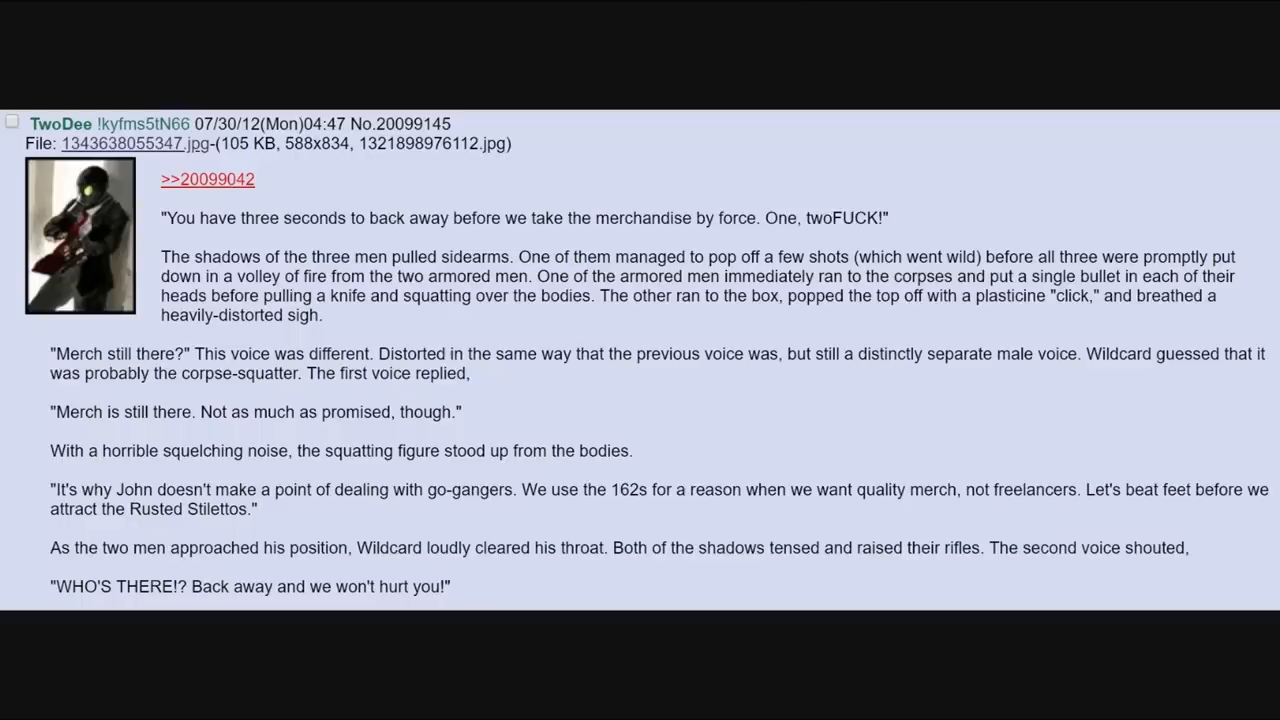 TwoDee !kyfms5tN66 07/30/12(Mon)04:47 No.20099145
File: 1343638055347.jpg-(105 KB, 588x834, 1321898976112.jpg)
>>20099042
"You have three seconds to back away before we take the merchandise by force. One, twoFUCK!"
The shadows of the three men pulled sidearms. One of them managed to pop off a few shots (which went wild) before all three were promptly put
down in a volley of fire from the two armored men. One of the armored men immediately ran to the corpses and put a single bullet in each of their
heads before pulling a knife and squatting over the bodies. The other ran to the box, popped the top off with a plasticine "click," and breathed a
heavily-distorted sigh.
"Merch still there?" This voice was different. Distorted in the same way that the previous voice was, but still a distinctly separate male voice. Wildcard guessed that it
was probably the corpse-squatter. The first voice replied,
"Merch is still there. Not as much as promised, though."
With a horrible squelching noise, the squatting figure stood up from the bodies.
"It's why John doesn't make a point of dealing with go-gangers. We use the 162s for a reason when we want quality merch, not freelancers. Let's beat feet before we
attract the Rusted Stilettos."
As the two men approached his position, Wildcard loudly cleared his throat. Both of the shadows tensed and raised their rifles. The second voice shouted,
"WHO'S THERE!? Back away and we won't hurt you!"